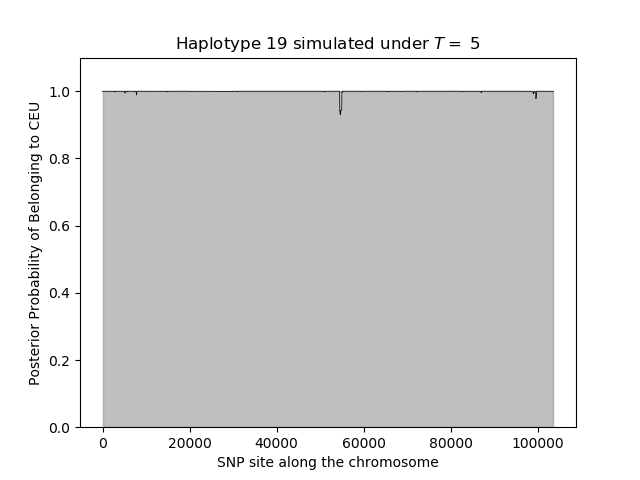 Haplotype 19 simulated under T = 5
Posterior Probability of Belonging to CEU
1.0
0.8
0.6
0.4
0.2
0.0
0 20000 40000 60000 80000 100000
SNP site along the chromosome